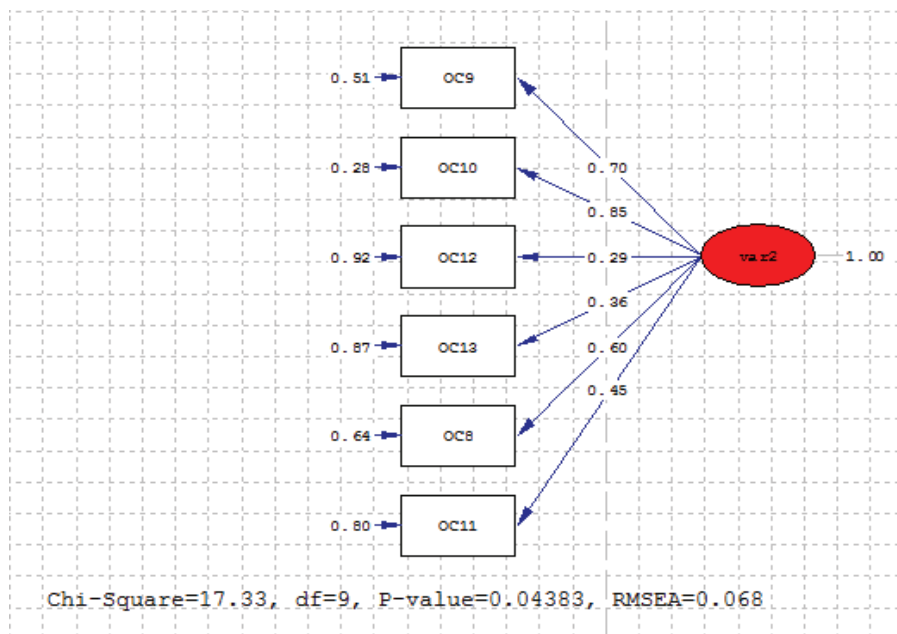 0.51 OC9
0.70
0.28 OC10
0.85
0.92 OC12 0.29 var2 1.00
0.36
0.87 OC13 0.60
0.45
0.64 OC8
0.80 OC11
Chi-Square=17.33, df=9, P-value=0.04383, RMSEA=0.068